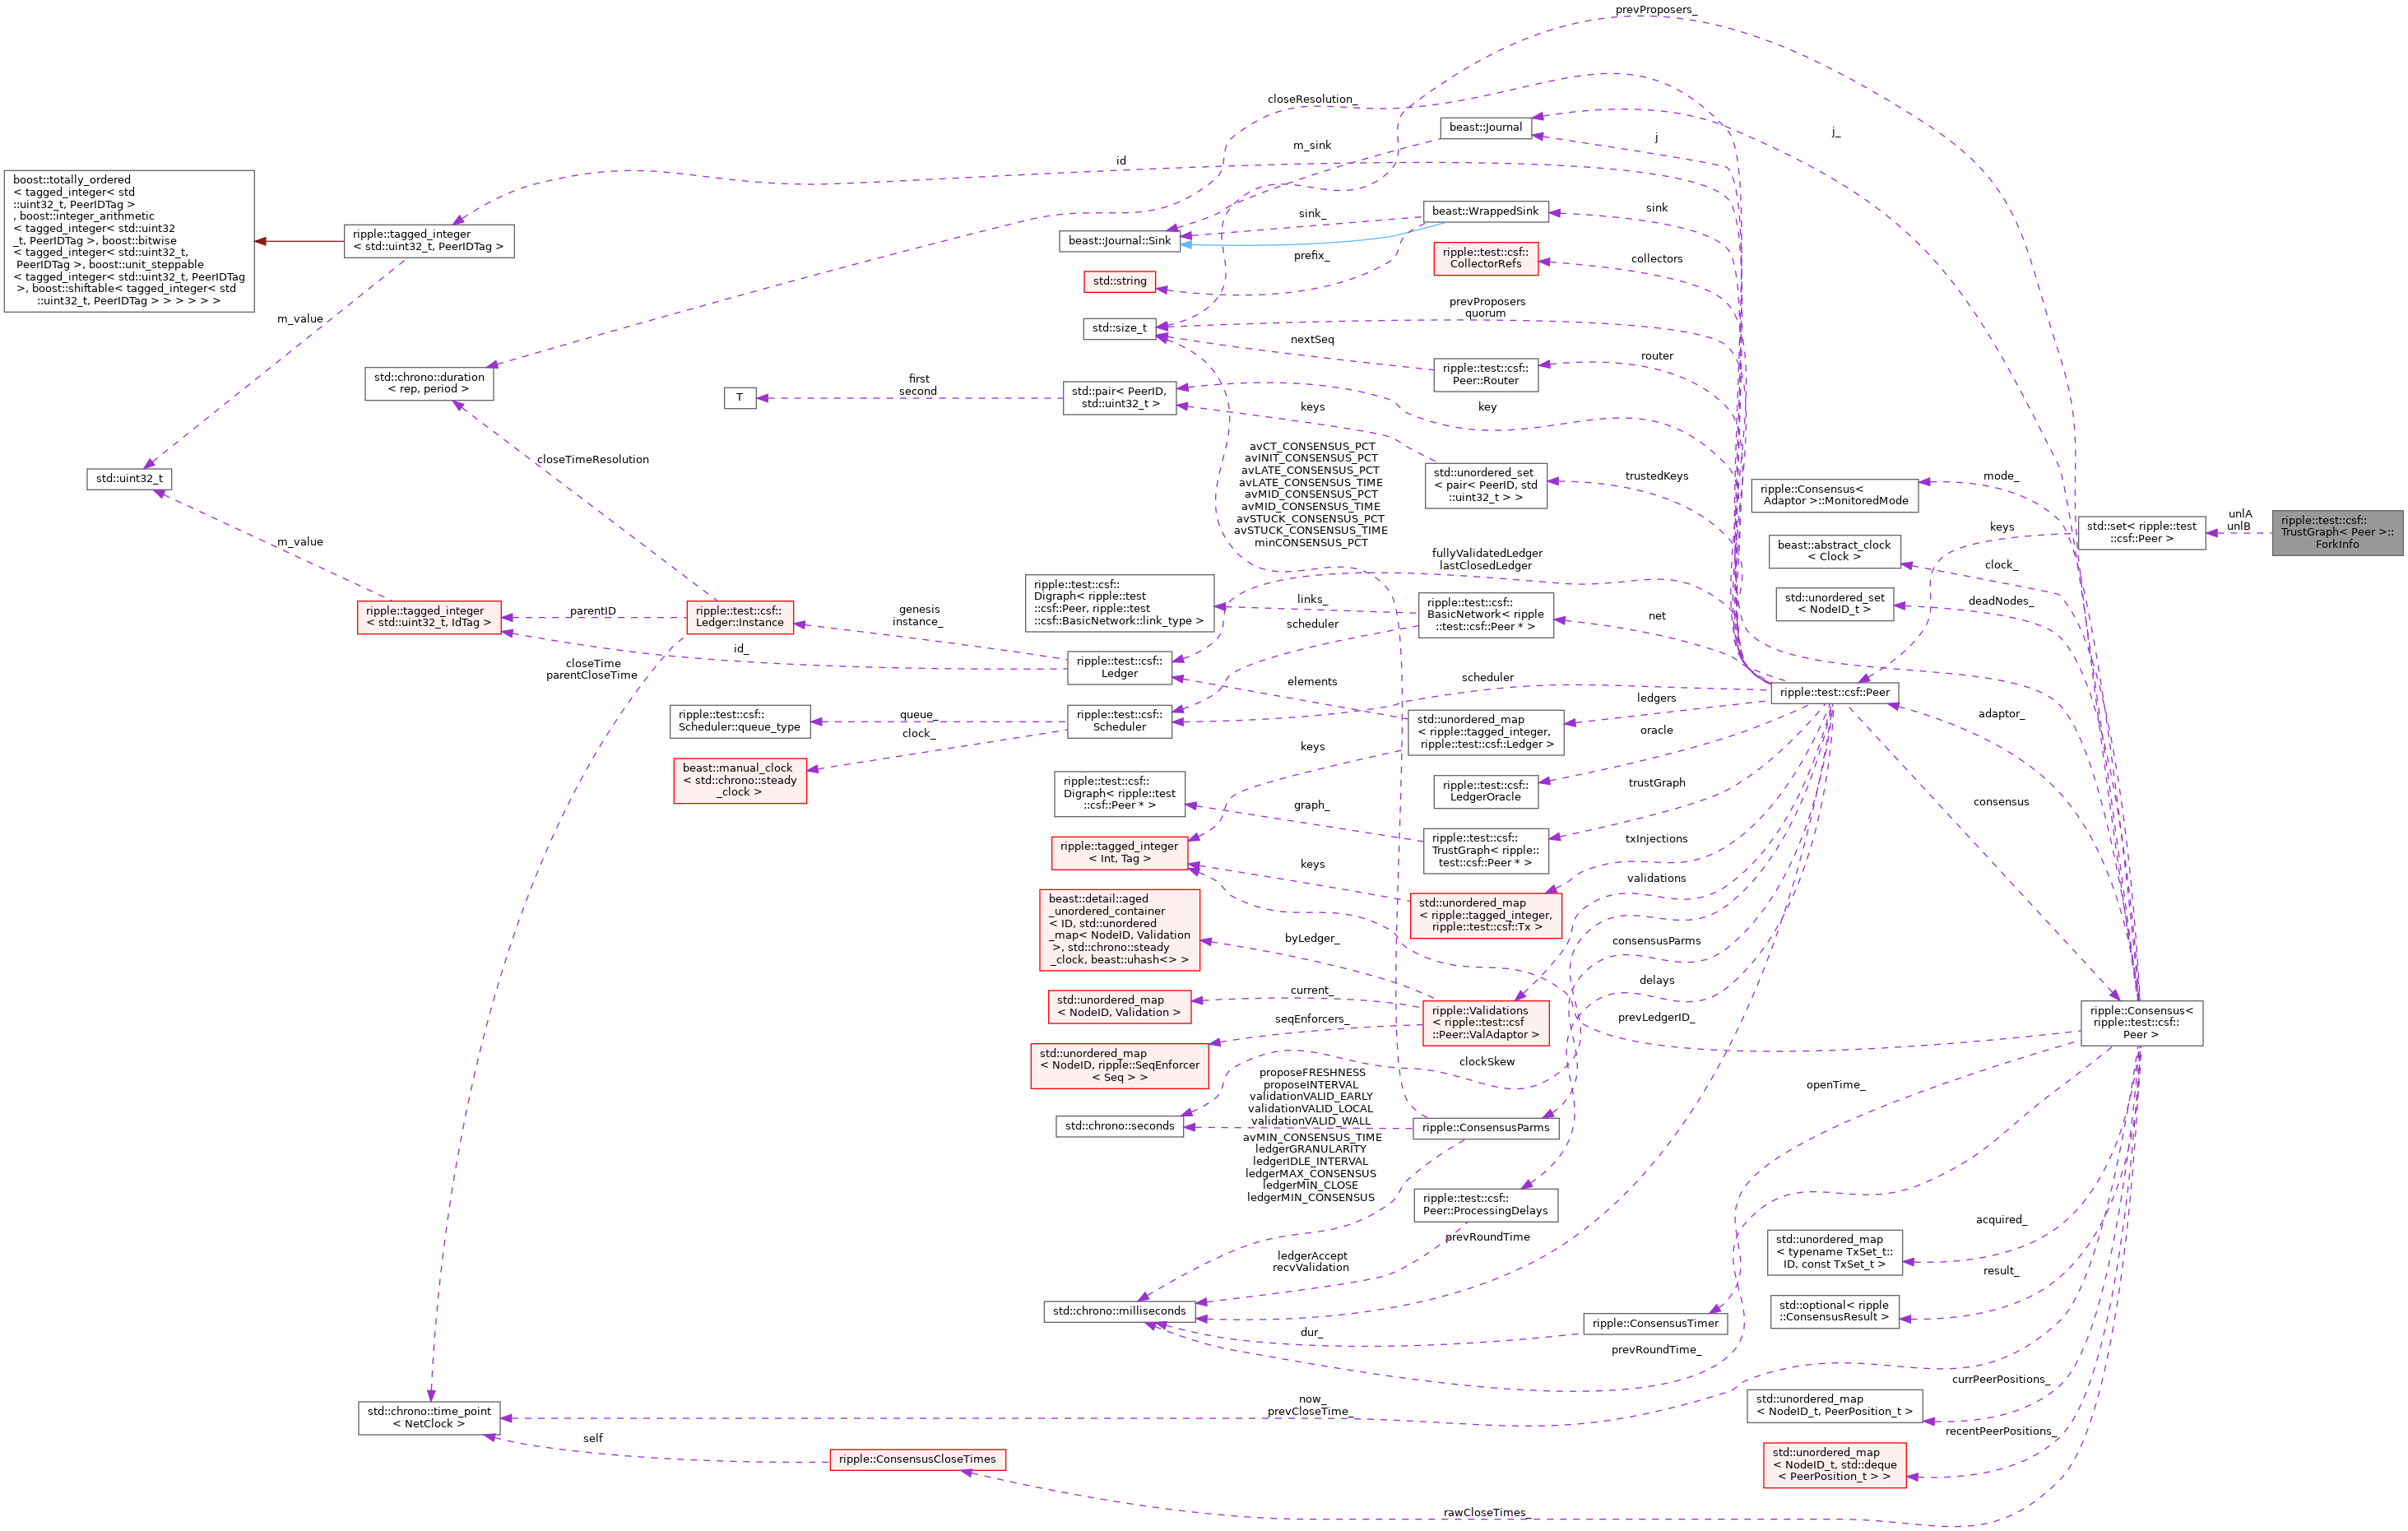 prevProposers_
closeResolution_
beast::Journal
j_
j
m_sink
id
boost::totally_ordered
< tagged_integer< std
::uint32_t, PeerIDTag >
, boost::integer_arithmetic
< tagged_integer< std::uint32
_t, PeerIDTag >, boost::bitwise
< tagged_integer< std::uint32_t,
PeerIDTag >, boost::unit_steppable
< tagged_integer< std::uint32_t, PeerIDTag
>, boost::shiftable< tagged_integer< std
::uint32_t, PeerIDTag > > > > > >
ripple::tagged_integer
< std::uint32_t, PeerIDTag >
beast::WrappedSink
sink
sink_
beast::Journal::Sink
prefix_
std::string
ripple::test::csf::
CollectorRefs
collectors
prevProposers
quorum
std::size_t
m_value
nextSeq
ripple::test::csf::
Peer::Router
router
std::chrono::duration
< rep, period >
T
first
second
std::pair< PeerID,
std::uint32_t >
keys
key
closeTimeResolution
std::uint32_t
avCT_CONSENSUS_PCT
avINIT_CONSENSUS_PCT
avLATE_CONSENSUS_PCT
avLATE_CONSENSUS_TIME
avMID_CONSENSUS_PCT
avMID_CONSENSUS_TIME
avSTUCK_CONSENSUS_PCT
avSTUCK_CONSENSUS_TIME
minCONSENSUS_PCT
std::unordered_set
< pair< PeerID, std
::uint32_t > >
trustedKeys
ripple::Consensus<
Adaptor >::MonitoredMode
mode_
std::set< ripple::test
::csf::Peer >
unlA
unlB
ripple::test::csf::
TrustGraph< Peer >::
ForkInfo
keys
beast::abstract_clock
< Clock >
clock_
m_value
fullyValidatedLedger
lastClosedLedger
ripple::test::csf::
Digraph< ripple::test
::csf::Peer, ripple::test
::csf::BasicNetwork::link_type >
links_
scheduler
ripple::test::csf::
BasicNetwork< ripple
::test::csf::Peer * >
net
std::unordered_set
< NodeID_t >
deadNodes_
ripple::tagged_integer
< std::uint32_t, IdTag >
parentID
ripple::test::csf::
Ledger::Instance
genesis
instance_
id_
ripple::test::csf::
Ledger
closeTime
parentCloseTime
elements
scheduler
ripple::test::csf::Peer
adaptor_
ledgers
ripple::test::csf::
Scheduler::queue_type
queue_
clock_
ripple::test::csf::
Scheduler
std::unordered_map
< ripple::tagged_integer,
ripple::test::csf::Ledger >
oracle
beast::manual_clock
< std::chrono::steady
_clock >
keys
ripple::test::csf::
Digraph< ripple::test
::csf::Peer * >
graph_
ripple::test::csf::
LedgerOracle
trustGraph
consensus
ripple::test::csf::
TrustGraph< ripple::
test::csf::Peer * >
ripple::tagged_integer
< Int, Tag >
keys
txInjections
validations
std::unordered_map
< ripple::tagged_integer,
ripple::test::csf::Tx >
beast::detail::aged
_unordered_container
< ID, std::unordered
_map< NodeID, Validation
>, std::chrono::steady
_clock, beast::uhash<> >
byLedger_
consensusParms
delays
std::unordered_map
< NodeID, Validation >
current_
seqEnforcers_
ripple::Validations
< ripple::test::csf
::Peer::ValAdaptor >
prevLedgerID_
ripple::Consensus<
ripple::test::csf::
Peer >
std::unordered_map
< NodeID, ripple::SeqEnforcer
< Seq > >
clockSkew
openTime_
proposeFRESHNESS
proposeINTERVAL
validationVALID_EARLY
validationVALID_LOCAL
validationVALID_WALL
std::chrono::seconds
ripple::ConsensusParms
avMIN_CONSENSUS_TIME
ledgerGRANULARITY
ledgerIDLE_INTERVAL
ledgerMAX_CONSENSUS
ledgerMIN_CLOSE
ledgerMIN_CONSENSUS
ripple::test::csf::
Peer::ProcessingDelays
prevRoundTime
acquired_
std::unordered_map
< typename TxSet_t::
ID, const TxSet_t >
ledgerAccept
recvValidation
result_
std::optional< ripple
::ConsensusResult >
std::chrono::milliseconds
dur_
ripple::ConsensusTimer
prevRoundTime_
currPeerPositions_
std::unordered_map
< NodeID_t, PeerPosition_t >
std::chrono::time_point
< NetClock >
now_
prevCloseTime_
self
recentPeerPositions_
ripple::ConsensusCloseTimes
std::unordered_map
< NodeID_t, std::deque
< PeerPosition_t > >
rawCloseTimes_